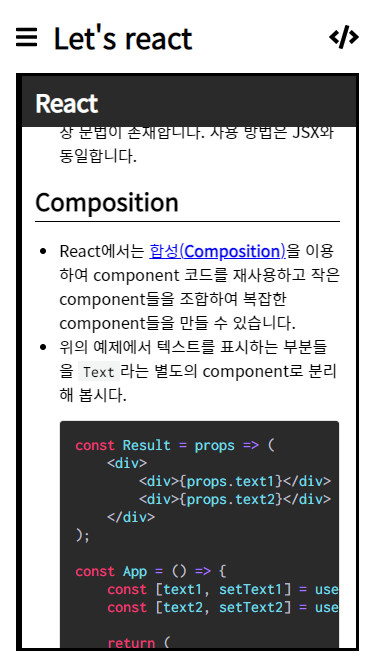 Let's react
</>
React
상 문법이 존재합니다. 사용 방법은 JSX와
동일합니다.
Composition
• React에서는 합성(Composition)을 이용
하여 component 코드를 재사용하고 작은
component들을 조합하여 복잡한
component들을 만들 수 있습니다.
• 위의 예제에서 텍스트를 표시하는 부분들
을 Text 라는 별도의 component로 분리
해 봅시다.
const Result = props => (
    <div>
        <div>{props.text1}</div>
        <div>{props.text2}</div>
    </div>
);
const App = () => {
    const [text1, setText1] = use
    const [text2, setText2] = use
    return (